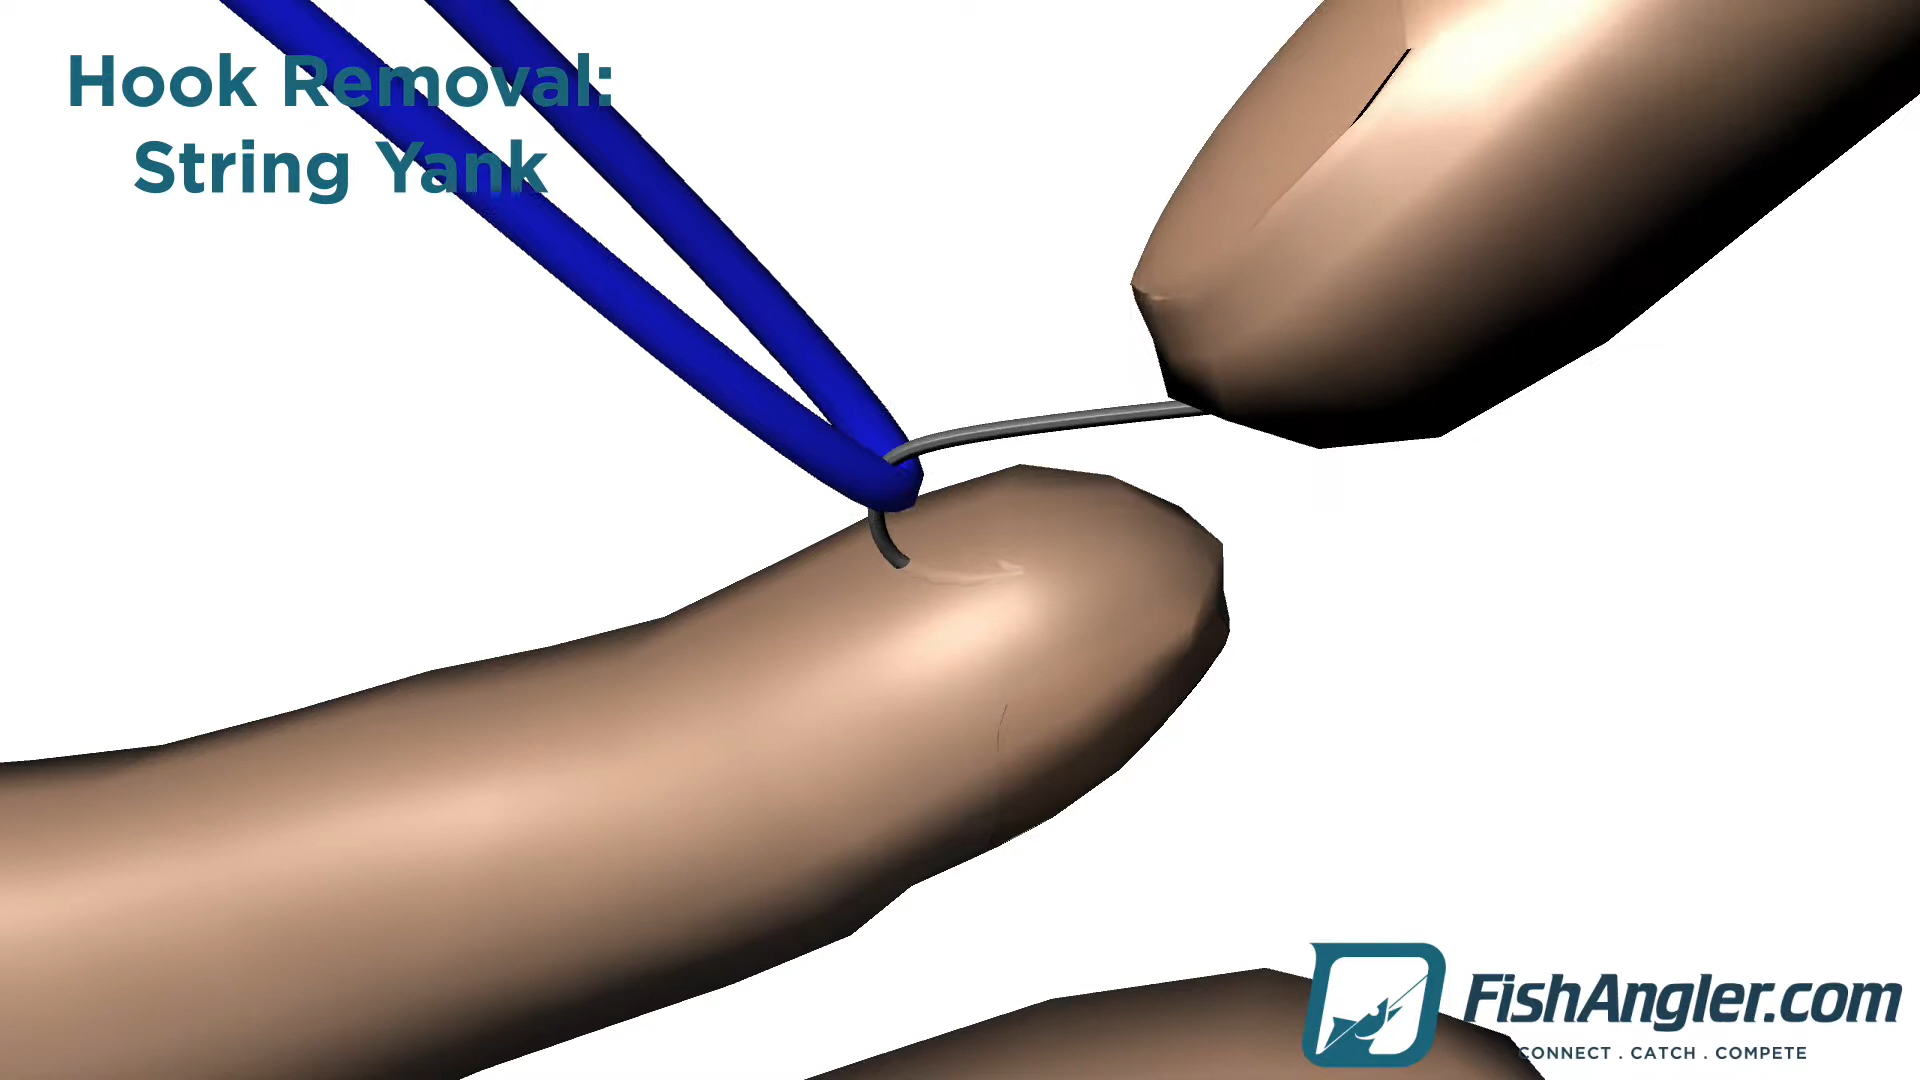 Hook Removal:
String Yank
FishAngler.com
CONNECT . CATCH . COMPETE